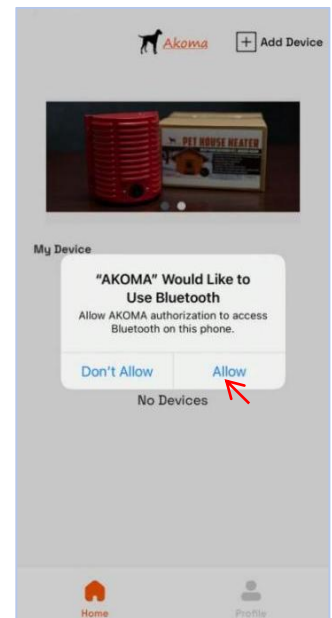 Akoma
+ Add Device
PET HOUSE HEATER
My Device
"AKOMA" Would Like to
Use Bluetooth
Allow AKOMA authorization to access
Bluetooth on this phone.
Don't Allow
Allow
No Devices
Home
Profile